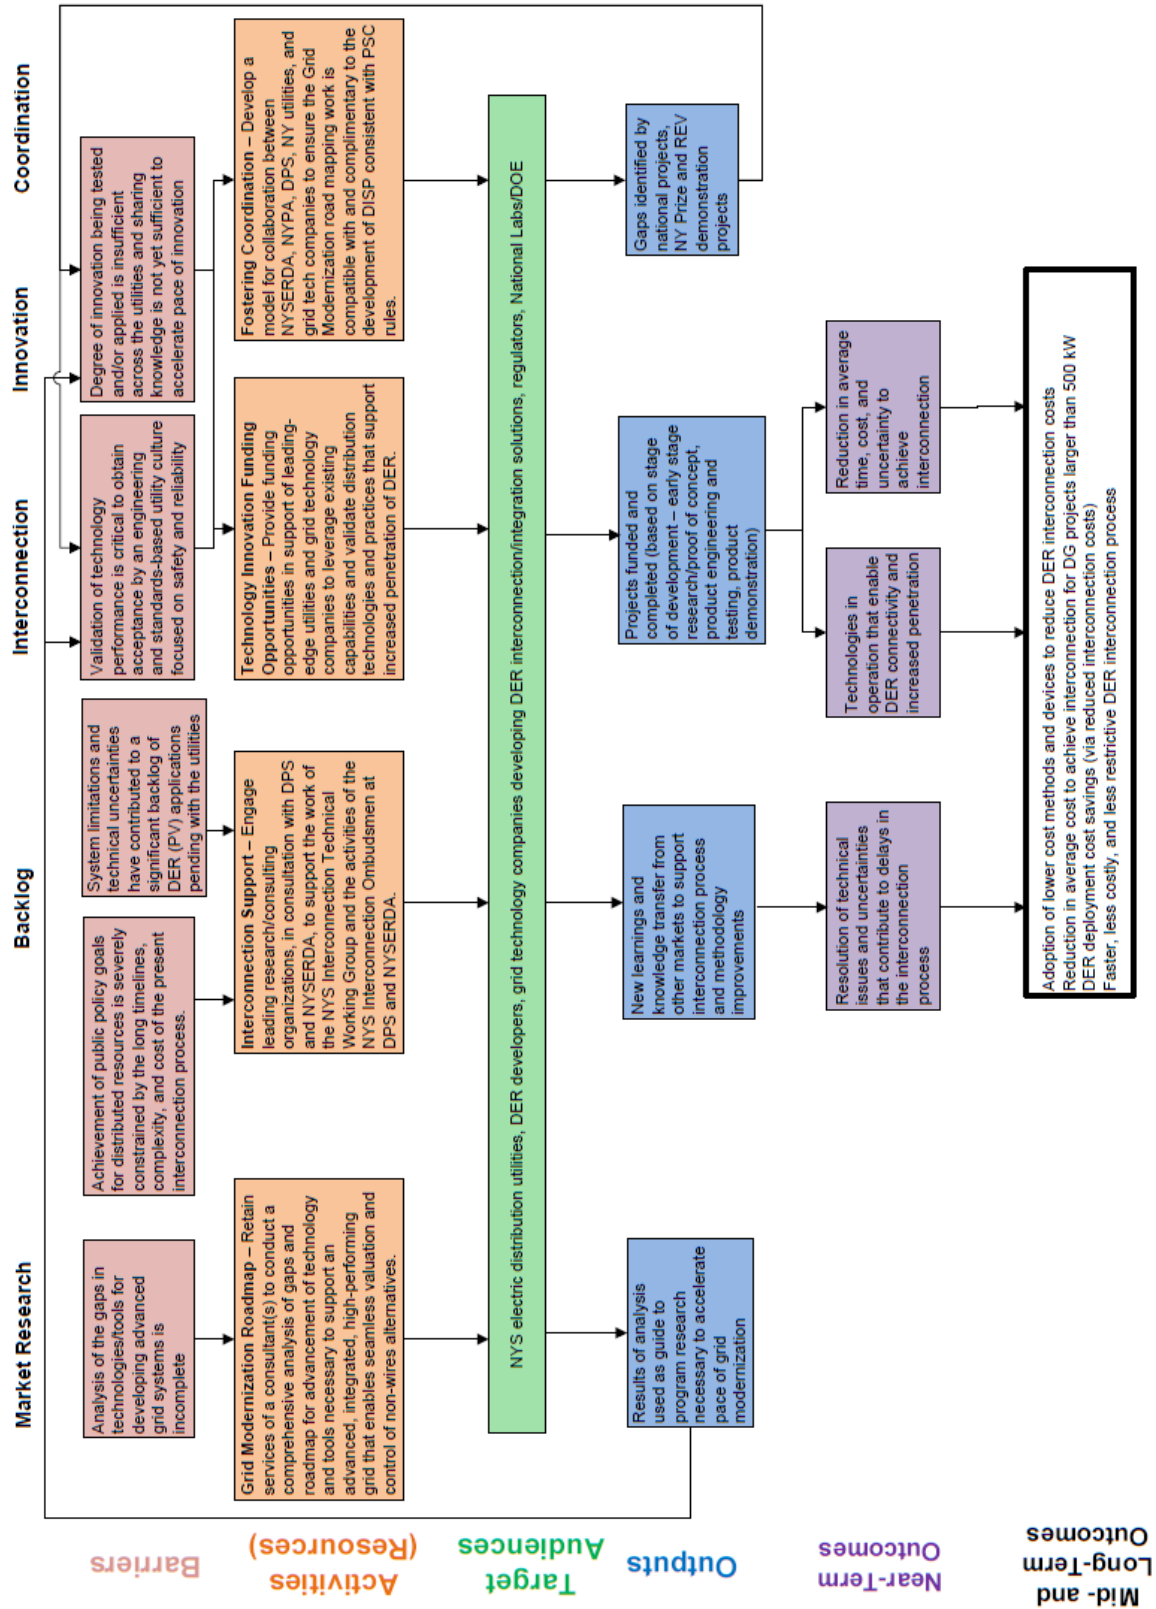 Market Research
Backlog
Interconnection
Innovation
Coordination
Barriers
Analysis of the gaps in
technologies/tools for
developing advanced
grid systems is
incomplete
Achievement of public policy goals
for distributed resources is severely
constrained by the long timelines,
complexity, and cost of the present
interconnection process.
System limitations and
technical uncertainties
have contributed to a
significant backlog of
DER (PV) applications
pending with the utilities
Validation of technology
performance is critical to obtain
acceptance by an engineering
and standards-based utility culture
focused on safety and reliability
Degree of innovation being tested
and/or applied is insufficient
across the utilities and sharing
knowledge is not yet sufficient to
accelerate pace of innovation
Activities
(Resources)
Grid Modernization Roadmap – Retain
services of a consultant(s) to conduct a
comprehensive analysis of gaps and
roadmap for advancement of technology
and tools necessary to support an
advanced, integrated, high-performing
grid that enables seamless valuation and
control of non-wires alternatives.
Interconnection Support – Engage
leading research/consulting
organizations, in consultation with DPS
and NYSERDA, to support the work of
the NYS Interconnection Technical
Working Group and the activities of the
NYS Interconnection Ombudsmen at
DPS and NYSERDA.
Technology Innovation Funding
Opportunities – Provide funding
opportunities in support of leading-
edge utilities and grid technology
companies to leverage existing
capabilities and validate distribution
technologies and practices that support
increased penetration of DER.
Fostering Coordination – Develop a
model for collaboration between
NYSERDA, NYPA, DPS, NY utilities, and
grid tech companies to ensure the Grid
Modernization road mapping work is
compatible with and complimentary to the
development of DISP consistent with PSC
rules.
Target
Audiences
NYS electric distribution utilities, DER developers, grid technology companies developing DER interconnection/integration solutions, regulators, National Labs/DOE
Outputs
Results of analysis
used as guide to
program research
necessary to accelerate
pace of grid
modernization
New learnings and
knowledge transfer from
other markets to support
interconnection process
and methodology
improvements
Projects funded and
completed (based on stage
of development – early stage
research/proof of concept,
product engineering and
testing, product
demonstration)
Gaps identified by
national projects,
NY Prize and REV
demonstration
projects
Near-Term
Outcomes
Resolution of technical
issues and uncertainties
that contribute to delays in
the interconnection
process
Technologies in
operation that enable
DER connectivity and
increased penetration
Reduction in average
time, cost, and
uncertainty to
achieve
interconnection
Mid- and
Long-Term
Outcomes
Adoption of lower cost methods and devices to reduce DER interconnection costs
Reduction in average cost to achieve interconnection for DG projects larger than 500 kW
DER deployment cost savings (via reduced interconnection costs)
Faster, less costly, and less restrictive DER interconnection process